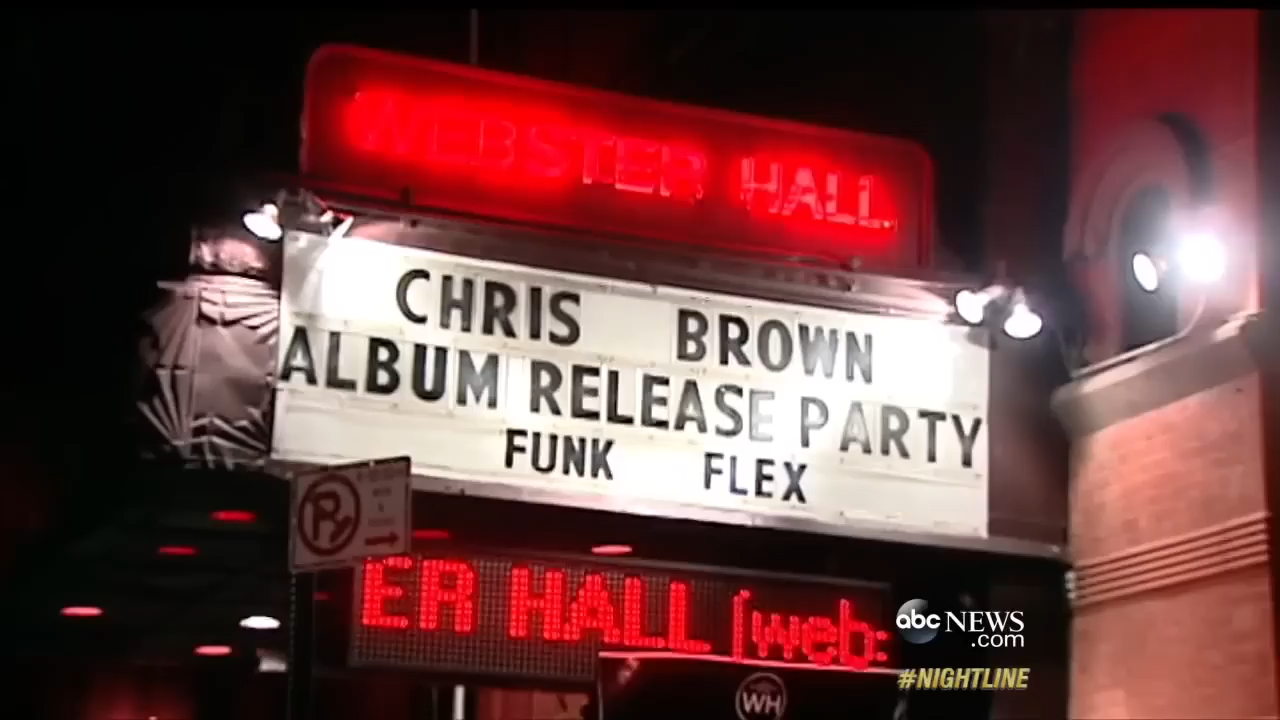 WEBSTER HALL
CHRIS BROWN
ALBUM RELEASE PARTY
FUNK FLEX
P
ER HALL (web:
WH
abc NEWS
.com
#NIGHTLINE